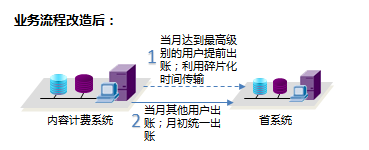 业务流程改造后：
1
当月达到最高级
别的用户提前出
账；利用碎片化
时间传输
内容计费系统
2
当月其他用户出
账；月初统一出
账
省系统